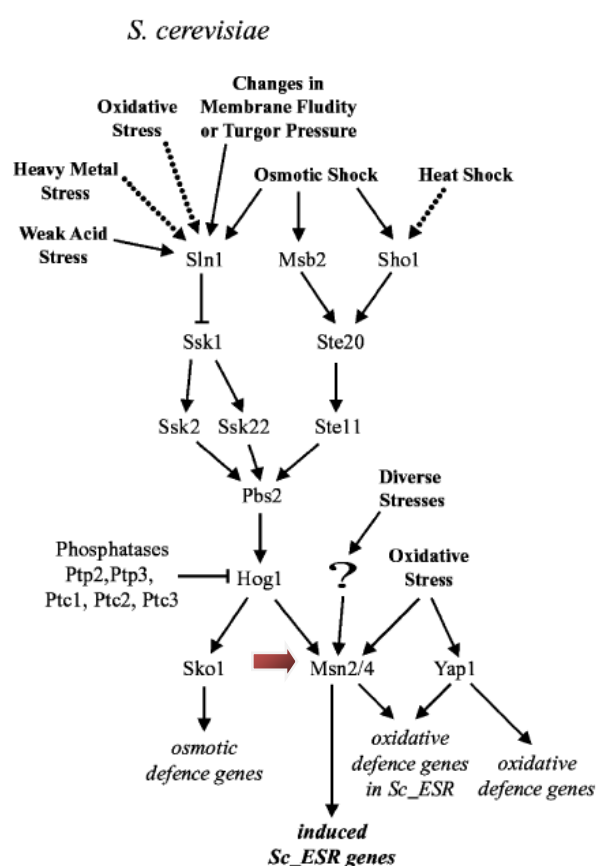 S. cerevisiae
Changes in
Membrane Fludity
or Turgor Pressure
Oxidative
Stress
Heavy Metal
Stress
Osmotic Shock
Heat Shock
Weak Acid
Stress
Sln1
Msb2
Sho1
Ssk1
Ste20
Ssk2
Ssk22
Ste11
Pbs2
Diverse
Stresses
Phosphatases
Ptp2,Ptp3,
Ptc1, Ptc2, Ptc3
Hog1
?
Oxidative
Stress
Sko1
Msn2/4
Yap1
osmotic
defence genes
oxidative
defence genes
in Sc_ESR
oxidative
defence genes
induced
Sc_ESR genes